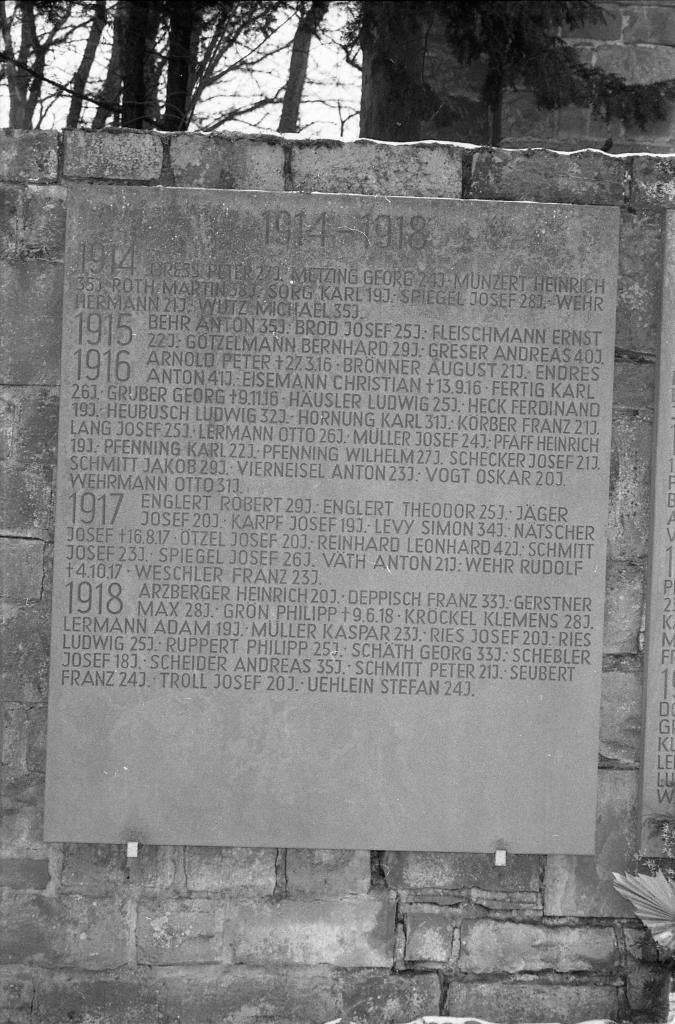 1914–1918
1914 DRESS PETER 27J. METZING GEORG 24J. MUNZERT HEINRICH
35J. ROTH MARTIN 38J. SORG KARL 19J. SPIEGEL JOSEF 28J. WEHR
HERMANN 21J. WUTZ MICHAEL 35J.
1915 BEHR ANTON 35J. BROD JOSEF 25J. FLEISCHMANN ERNST
22J. GÖTZELMANN BERNHARD 29J. GRESER ANDREAS 40J.
1916 ARNOLD PETER †27.3.16 · BRÖNNER AUGUST 21J. ENDRES
ANTON 41J. EISEMANN CHRISTIAN †13.9.16 · FERTIG KARL
26J. GRUBER GEORG †9.11.16 · HÄUSLER LUDWIG 25J. HECK FERDINAND
19J. HEUBUSCH LUDWIG 32J. HORNUNG KARL 31J. KÖRBER FRANZ 21J.
LANG JOSEF 25J. LERMANN OTTO 26J. MÜLLER JOSEF 24J. PFAFF HEINRICH
19J. PFENNING KARL 22J. PFENNING WILHELM 27J. SCHECKER JOSEF 21J.
SCHMITT JAKOB 29J. VIERNEISEL ANTON 23J. VOGT OSKAR 20J.
WEHRMANN OTTO 31J.
1917 ENGLERT ROBERT 29J. ENGLERT THEODOR 25J. JÄGER
JOSEF 20J. KARPF JOSEF 19J. LEVY SIMON 34J. NÄTSCHER
JOSEF †16.8.17 · OTZEL JOSEF 20J. REINHARD LEONHARD 42J. SCHMITT
JOSEF 23J. SPIEGEL JOSEF 26J. VÄTH ANTON 21J. WEHR RUDOLF
†4.10.17 · WESCHLER FRANZ 23J.
1918 ARZBERGER HEINRICH 20J. DEPPISCH FRANZ 33J. GERSTNER
MAX 28J. GRÖN PHILIPP †9.6.18 · KRÖCKEL KLEMENS 28J.
LERMANN ADAM 19J. MÜLLER KASPAR 23J. RIES JOSEF 20J. RIES
LUDWIG 25J. RUPPERT PHILIPP 25J. SCHÄTH GEORG 33J. SCHEBLER
JOSEF 18J. SCHEIDER ANDREAS 35J. SCHMITT PETER 21J. SEUBERT
FRANZ 24J. TROLL JOSEF 20J. UEHLEIN STEFAN 24J.